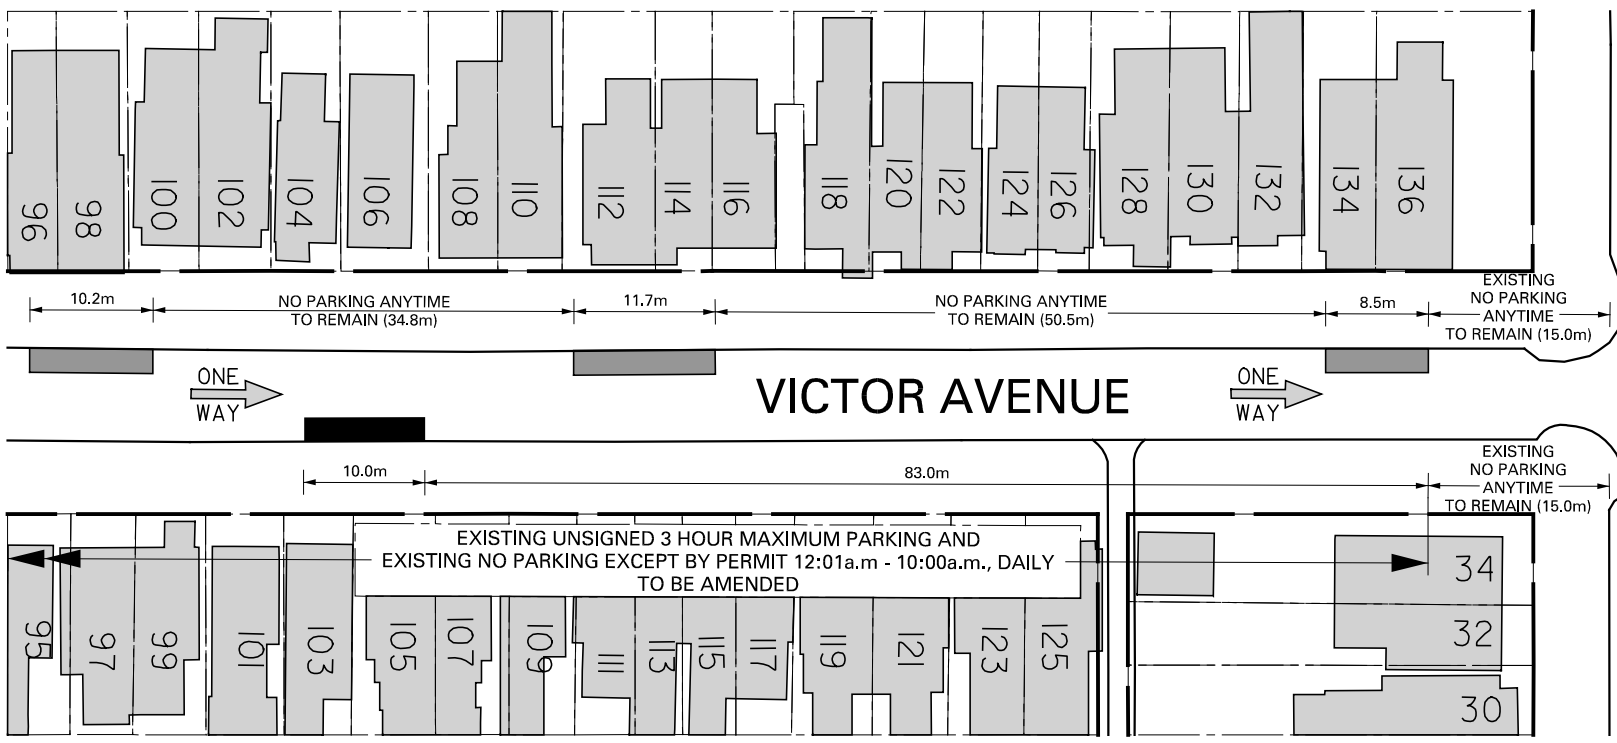 96
98
100
102
104
106
108
110
112
114
116
118
120
122
124
126
128
130
132
134
136
10.2m
NO PARKING ANYTIME
TO REMAIN (34.8m)
11.7m
NO PARKING ANYTIME
TO REMAIN (50.5m)
8.5m
EXISTING
NO PARKING
ANYTIME
TO REMAIN (15.0m)
ONE
WAY
VICTOR AVENUE
ONE
WAY
10.0m
83.0m
EXISTING
NO PARKING
ANYTIME
TO REMAIN (15.0m)
EXISTING UNSIGNED 3 HOUR MAXIMUM PARKING AND
EXISTING NO PARKING EXCEPT BY PERMIT 12:01a.m - 10:00a.m., DAILY
TO BE AMENDED
95
97
99
101
103
105
107
109
111
113
115
117
119
121
123
125
34
32
30